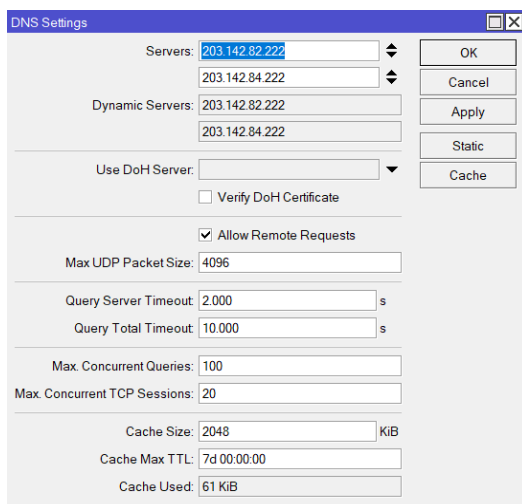 DNS Settings
Servers: 203.142.82.222
203.142.84.222
Dynamic Servers: 203.142.82.222
203.142.84.222
Use DoH Server:
Verify DoH Certificate
Allow Remote Requests
Max UDP Packet Size: 4096
Query Server Timeout: 2.000 s
Query Total Timeout: 10.000 s
Max. Concurrent Queries: 100
Max. Concurrent TCP Sessions: 20
Cache Size: 2048 KiB
Cache Max TTL: 7d 00:00:00
Cache Used: 61 KiB
OK
Cancel
Apply
Static
Cache